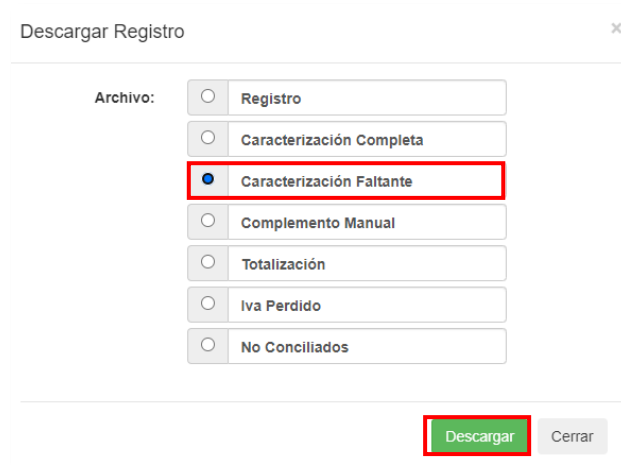 Descargar Registro
×
Archivo:
Registro
Caracterización Completa
Caracterización Faltante
Complemento Manual
Totalización
Iva Perdido
No Conciliados
Descargar Cerrar